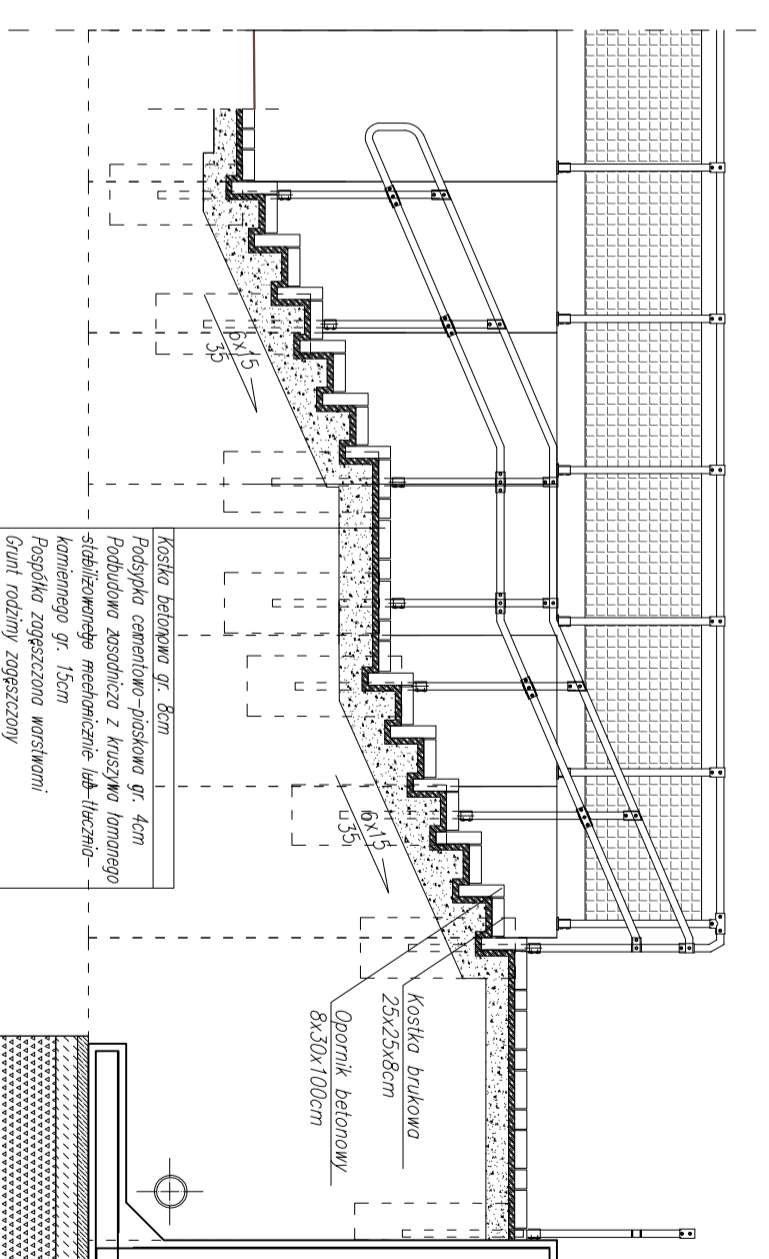 6x15
35
6x15
35
Kostka brukowa
25x25x8cm
Opornik betonowy
8x30x100cm
Kostka betonowa gr. 8cm
Podsypka cementowo-piaskowa gr. 4cm
Podbudowa zasadnicza z kruszywa łamanego
stabilizowanego mechanicznie lub tłucznia
kamiennego gr. 15cm
Pospółka zagęszczona warstwami
Grunt rodzimy zagęszczony